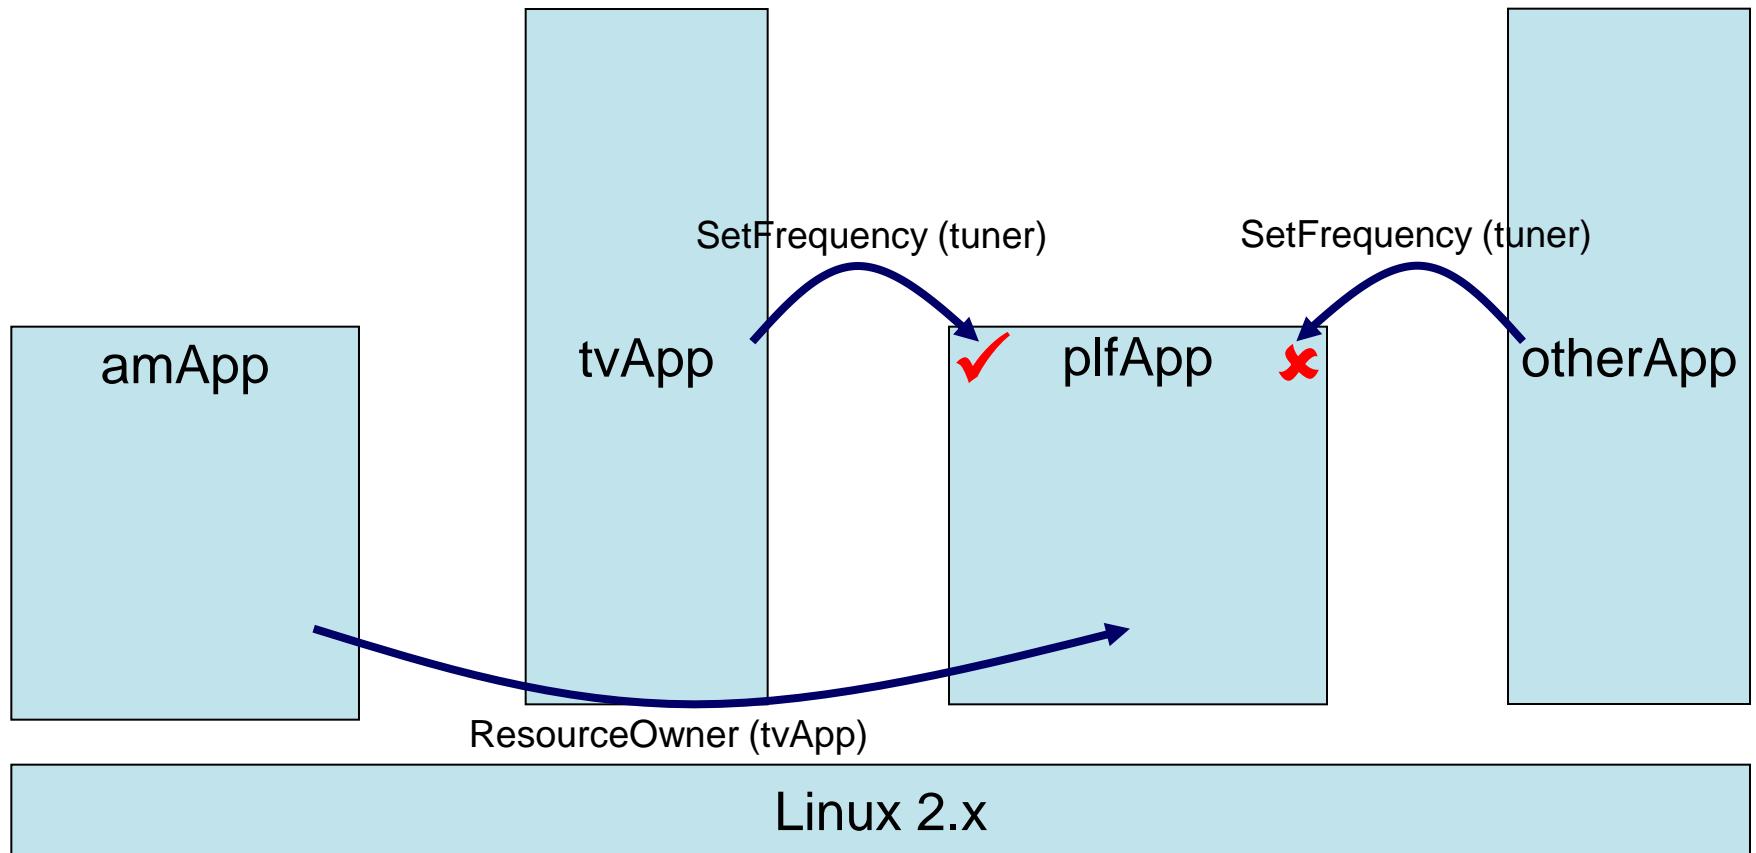 SetFrequency (tuner)
SetFrequency (tuner)
amApp
tvApp
plfApp
otherApp
ResourceOwner (tvApp)
Linux 2.x